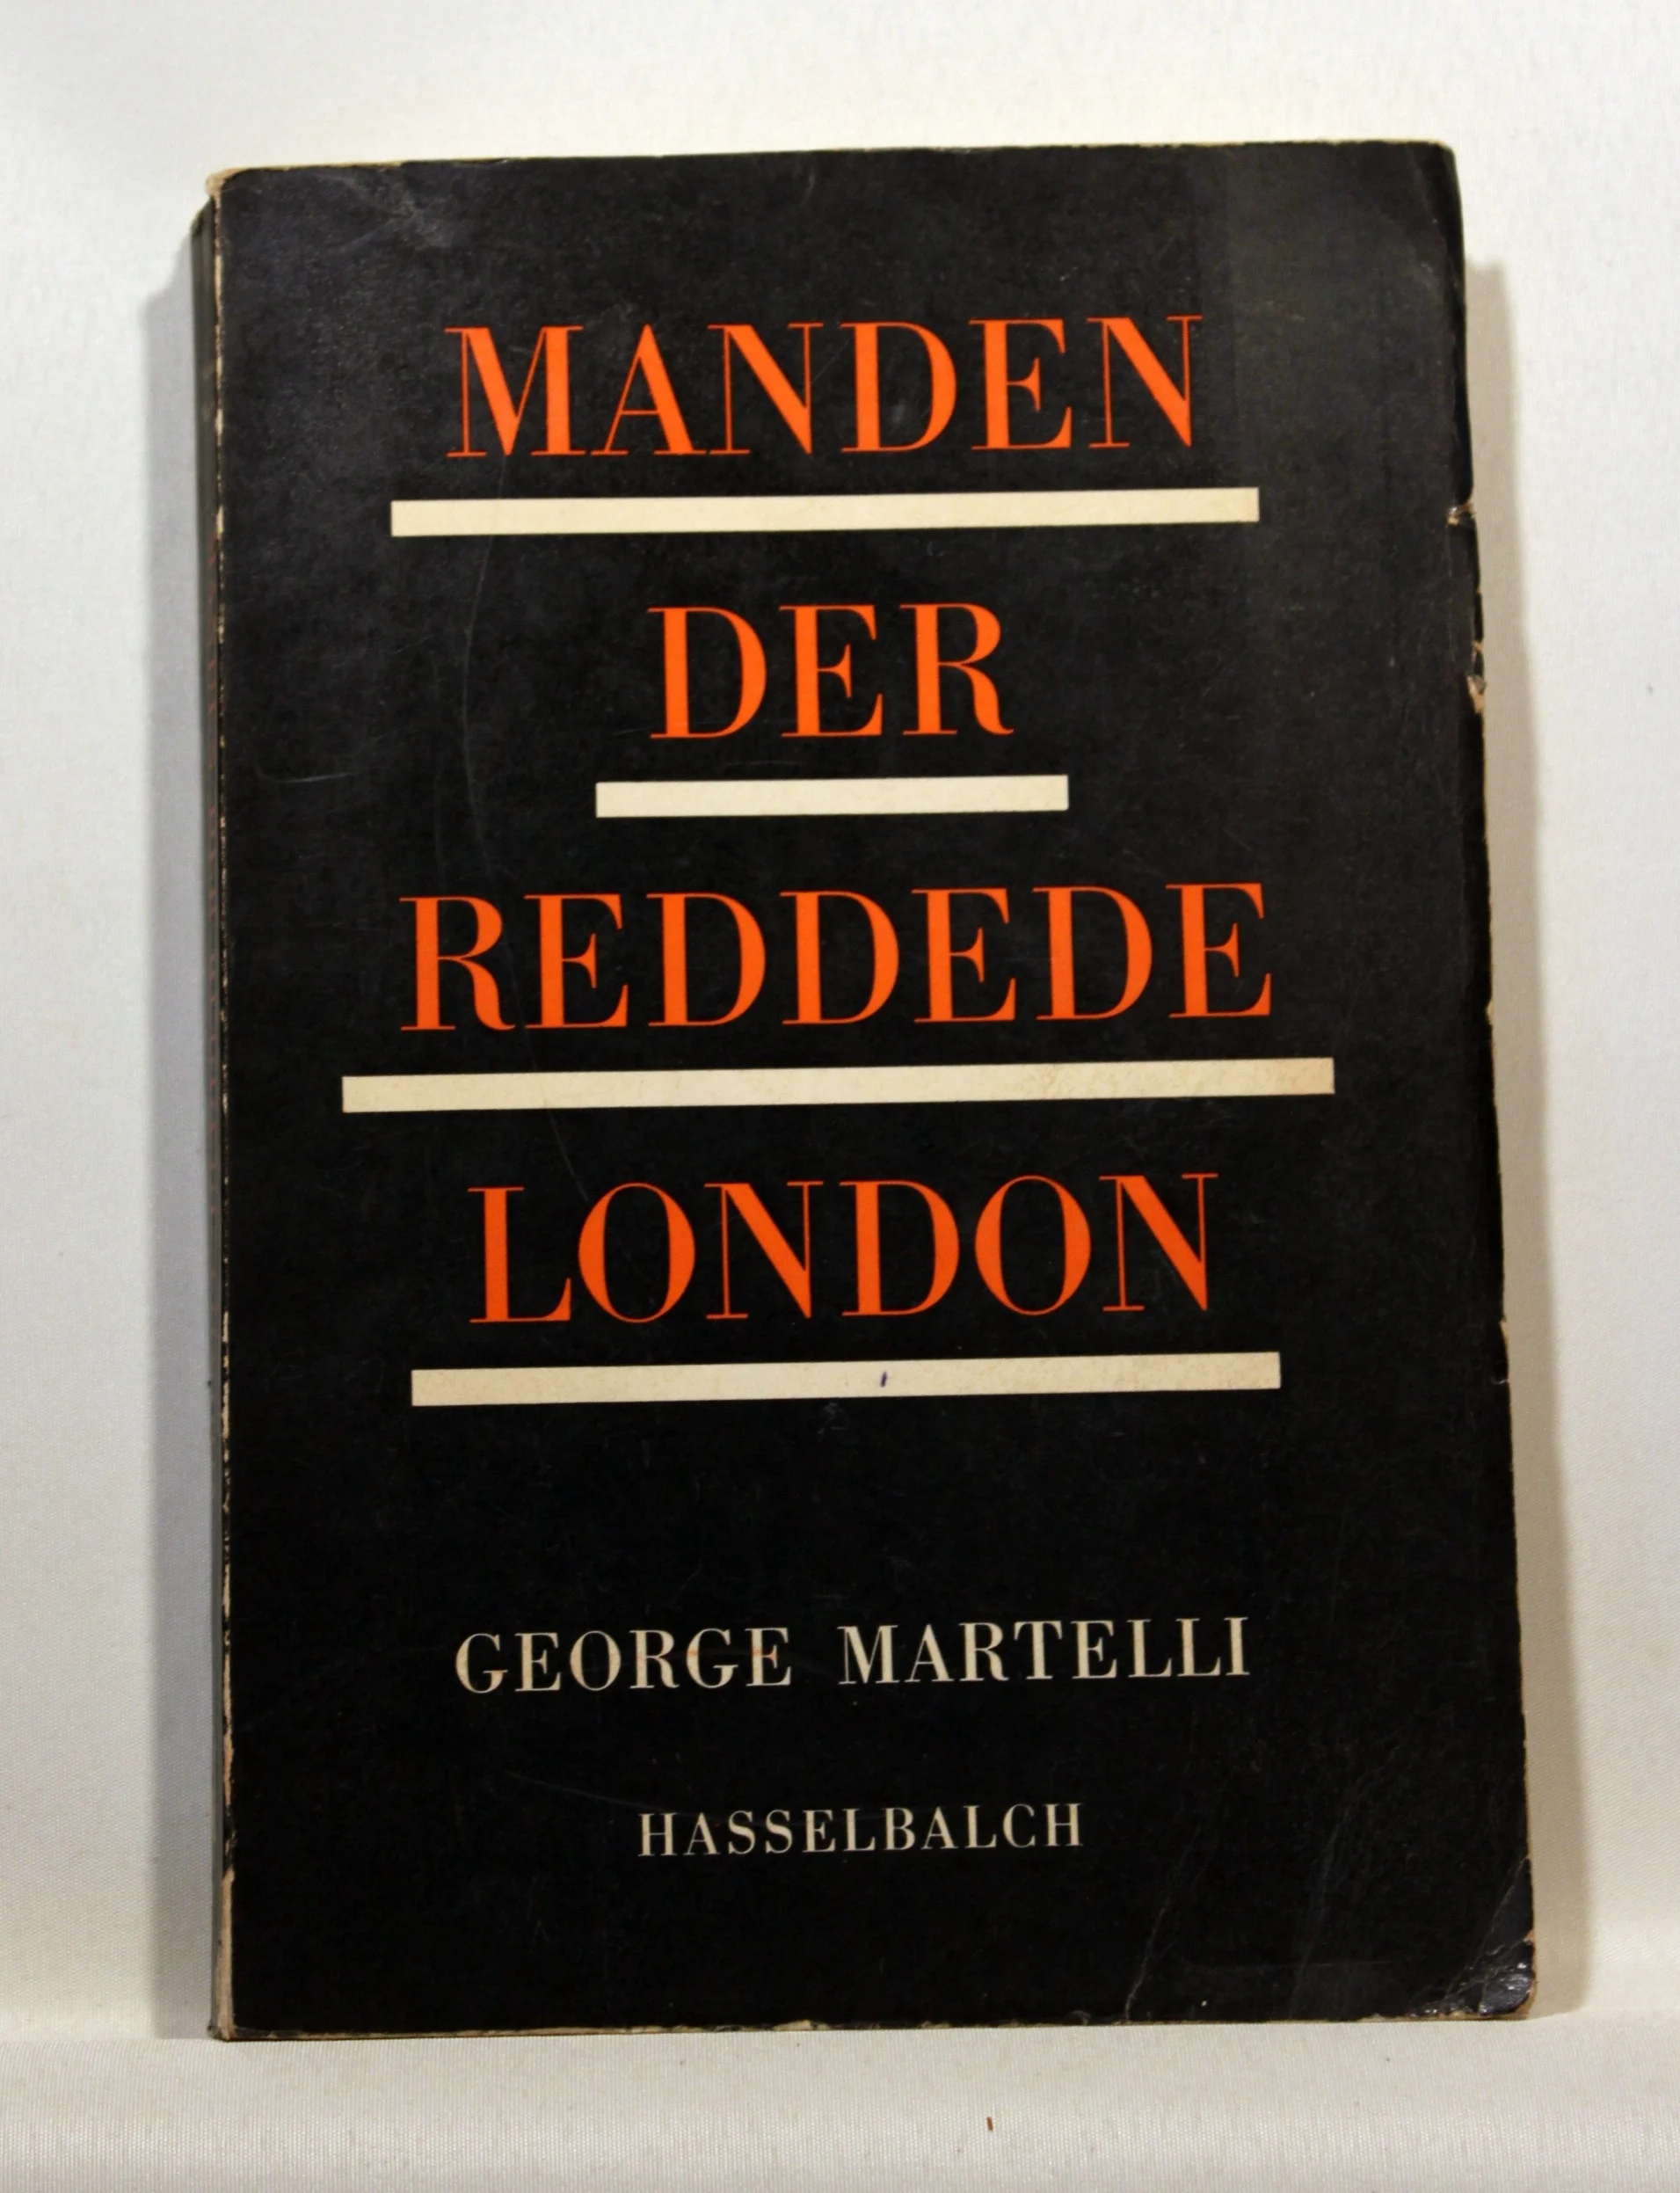 MANDEN
DER
REDDEDE
LONDON
GEORGE MARTELLI
HASSELBALCH